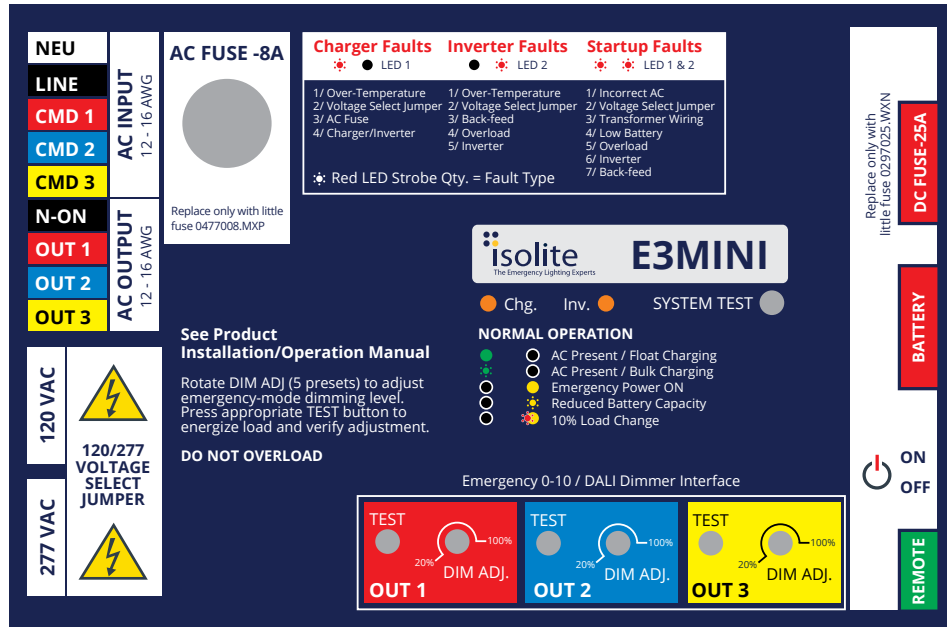 NEU
LINE
CMD 1
CMD 2
CMD 3
N-ON
OUT 1
OUT 2
OUT 3
AC INPUT
12 - 16 AWG
AC OUTPUT
12 - 16 AWG
AC FUSE -8A
Replace only with little
fuse 0477008.MXP
Charger Faults
LED 1
1/ Over-Temperature
2/ Voltage Select Jumper
3/ AC Fuse
4/ Charger/Inverter
Inverter Faults
LED 2
1/ Over-Temperature
2/ Voltage Select Jumper
3/ Back-feed
4/ Overload
5/ Inverter
Startup Faults
LED 1 & 2
1/ Incorrect AC
2/ Voltage Select Jumper
3/ Transformer Wiring
4/ Low Battery
5/ Overload
6/ Inverter
7/ Back-feed
Red LED Strobe Qty. = Fault Type
isolite
The Emergency Lighting Experts
E3MINI
Chg. Inv. SYSTEM TEST
NORMAL OPERATION
AC Present / Float Charging
AC Present / Bulk Charging
Emergency Power ON
Reduced Battery Capacity
10% Load Change
See Product
Installation/Operation Manual
Rotate DIM ADJ (5 presets) to adjust
emergency-mode dimming level.
Press appropriate TEST button to
energize load and verify adjustment.
DO NOT OVERLOAD
120 VAC
277 VAC
120/277
VOLTAGE
SELECT
JUMPER
Emergency 0-10 / DALI Dimmer Interface
TEST
100%
20%
DIM ADJ.
OUT 1
TEST
100%
20%
DIM ADJ.
OUT 2
TEST
100%
20%
DIM ADJ.
OUT 3
Replace only with
little fuse 0297025.WXN
DC FUSE-25A
BATTERY
ON
OFF
REMOTE